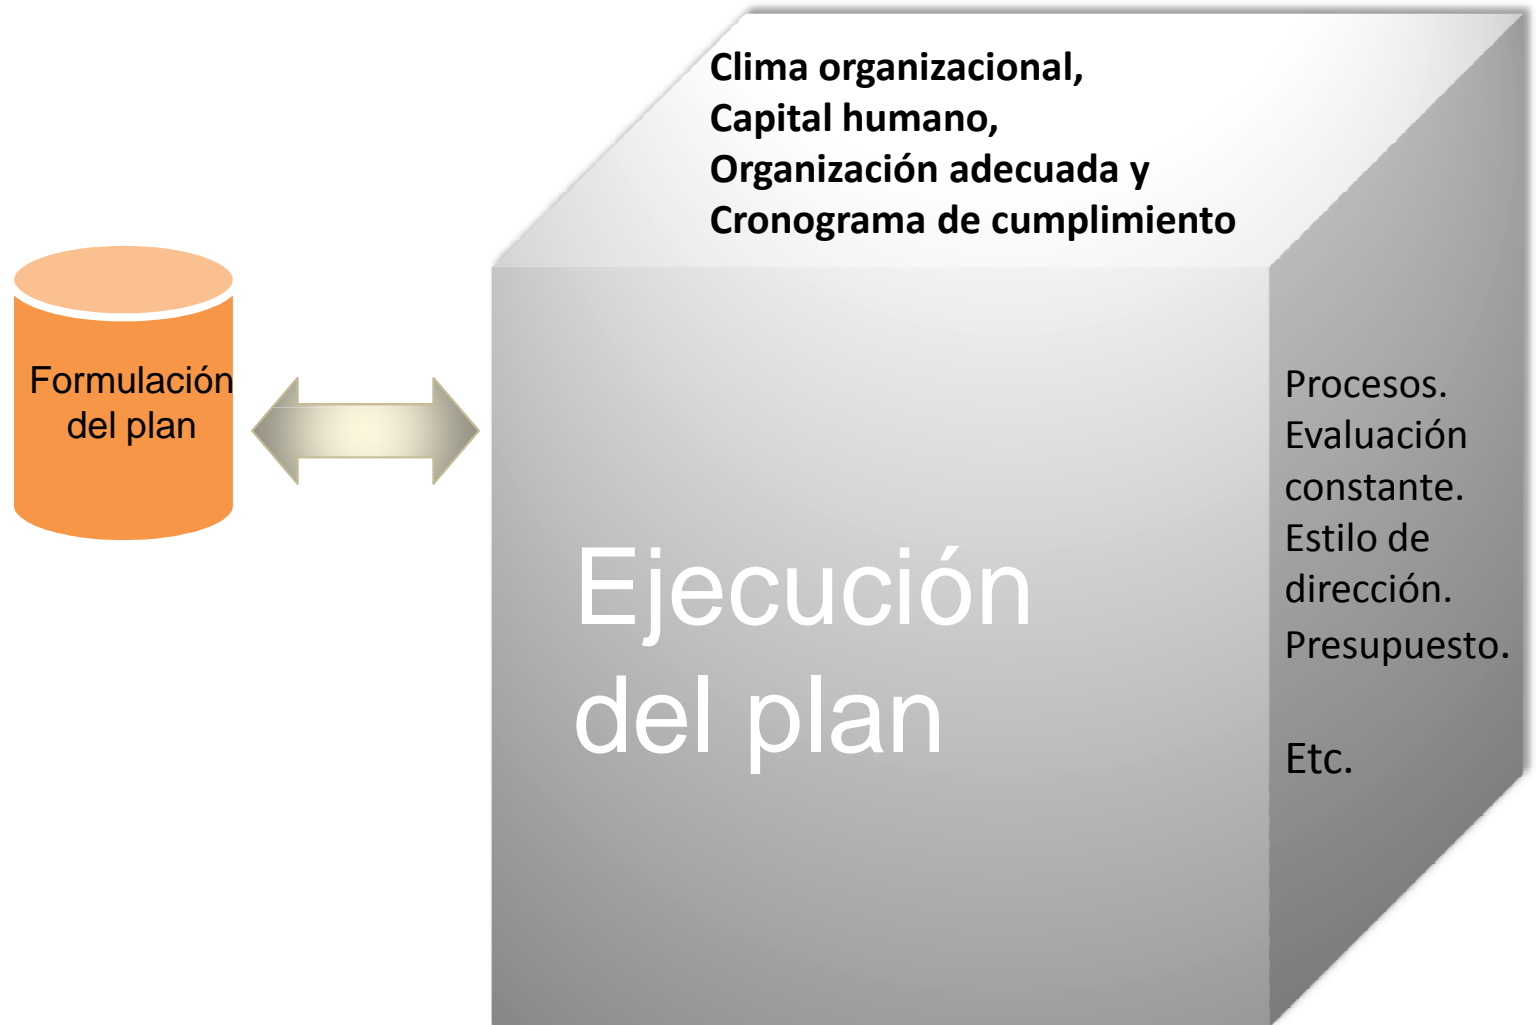 Clima organizacional,
Capital humano,
Organización adecuada y
Cronograma de cumplimiento
Formulación
del plan
Ejecución
del plan
Procesos.
Evaluación
constante.
Estilo de
dirección.
Presupuesto.
Etc.